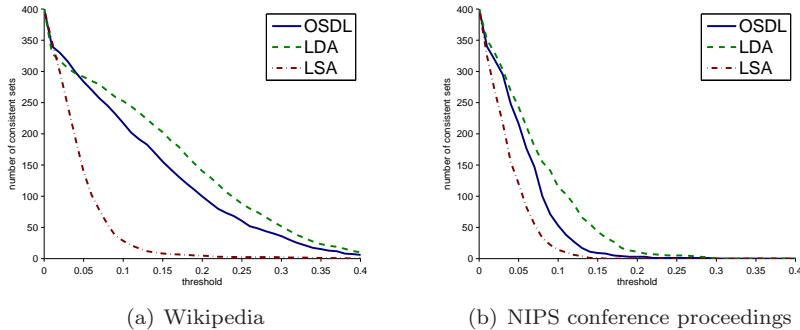 400
350
300
250
200
150
100
50
0
number of consistent sets
0 0.05 0.1 0.15 0.2 0.25 0.3 0.35 0.4
threshold
OSDL
LDA
LSA
(a) Wikipedia
400
350
300
250
200
150
100
50
0
number of consistent sets
0 0.05 0.1 0.15 0.2 0.25 0.3 0.35 0.4
threshold
OSDL
LDA
LSA
(b) NIPS conference proceedings